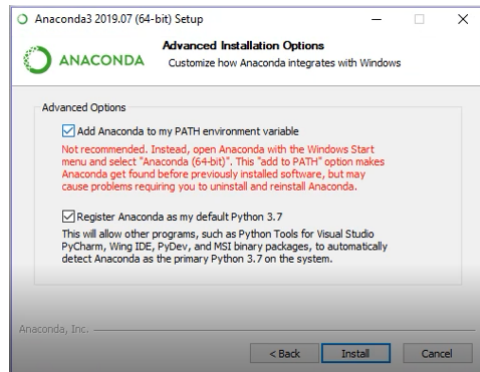 Anaconda3 2019.07 (64-bit) Setup
ANACONDA
Advanced Installation Options
Customize how Anaconda integrates with Windows
Advanced Options
Add Anaconda to my PATH environment variable
Not recommended. Instead, open Anaconda with the Windows Start
menu and select "Anaconda (64-bit)". This "add to PATH" option makes
Anaconda get found before previously installed software, but may
cause problems requiring you to uninstall and reinstall Anaconda.
Register Anaconda as my default Python 3.7
This will allow other programs, such as Python Tools for Visual Studio
PyCharm, Wing IDE, PyDev, and MSI binary packages, to automatically
detect Anaconda as the primary Python 3.7 on the system.
Anaconda, Inc.
< Back
Install
Cancel